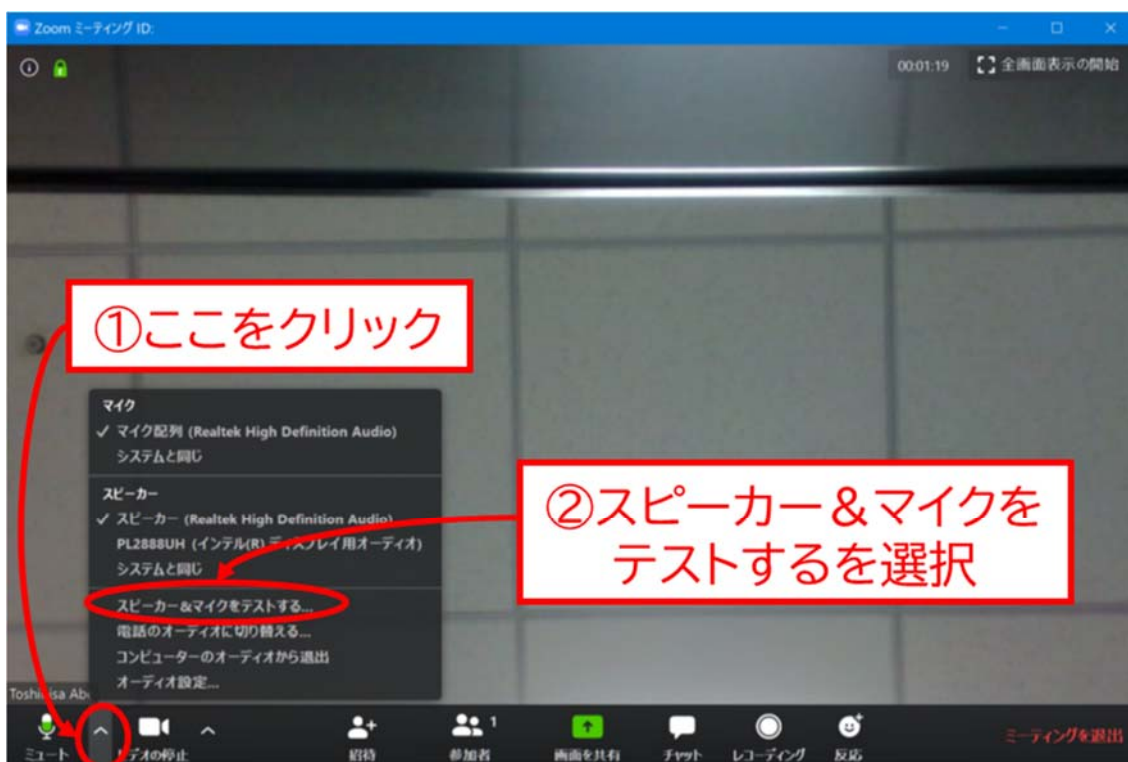 Zoom ミーティング ID:
00:01:19
全画面表示の開始
①ここをクリック
マイク
✓ マイク配列 (Realtek High Definition Audio)
システムと同じ
スピーカー
✓ スピーカー (Realtek High Definition Audio)
PL2888UH (インテル(R) ディスプレイ用オーディオ)
システムと同じ
②スピーカー&マイクを
テストするを選択
スピーカー&マイクをテストする...
電話のオーディオに切り替える...
コンピューターのオーディオから退出
オーディオ設定...
ミュート
ビデオの停止
招待
参加者
1
画面を共有
チャット
レコーディング
反応
ミーティングを退出